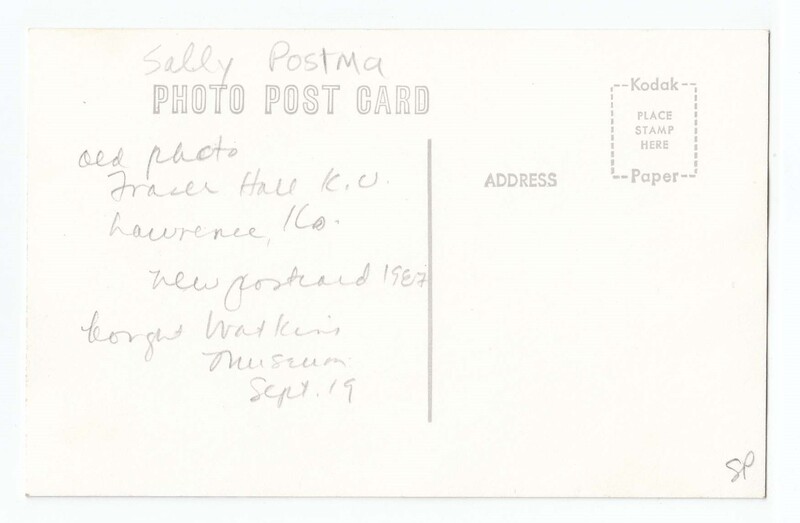 Sally Postma
PHOTO POST CARD
old photo
Fraser Hall K.U.
Lawrence, Ks.
new postcard 1987
bought Watkins
Museum
Sept. 19
ADDRESS
Kodak
PLACE
STAMP
HERE
Paper
SP